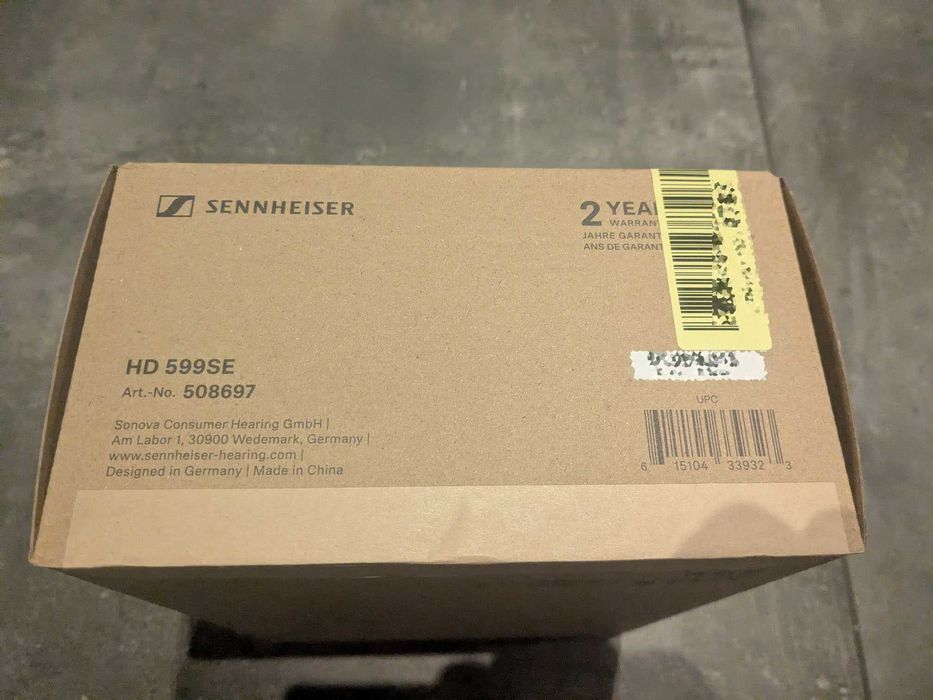 SENNHEISER
2 YEA
WARRAN
JAHRE GARANT
ANS DE GARANT
HD 599SE
Art.-No. 508697
Sonova Consumer Hearing GmbH |
Am Labor 1, 30900 Wedemark, Germany |
www.sennheiser-hearing.com |
Designed in Germany | Made in China
UPC
6 15104 33932 3